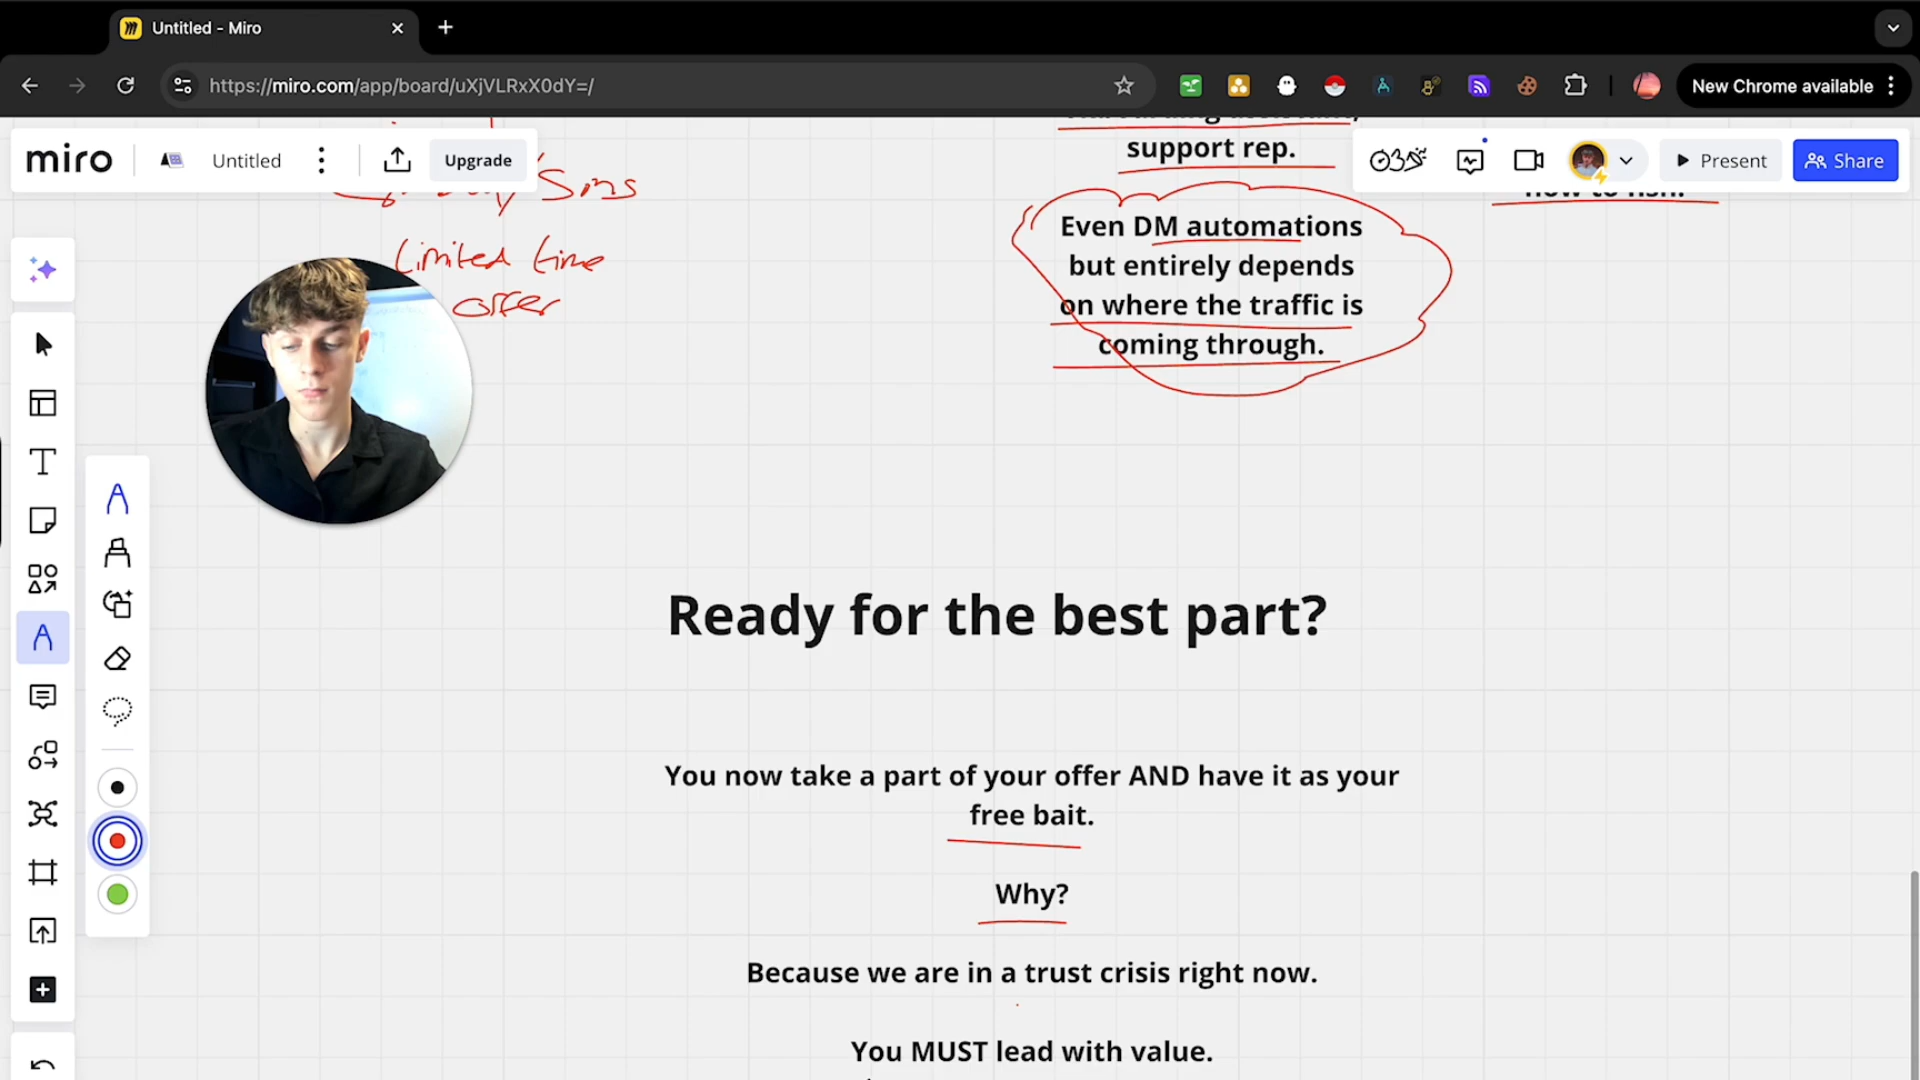 Untitled - Miro
https://miro.com/app/board/uXjVLRxX0dY=/
New Chrome available
miro
Untitled
Upgrade
Present
Share
support rep.
how to fish.
Sms
Limited time
offer
Even DM automations
but entirely depends
on where the traffic is
coming through.
Ready for the best part?
You now take a part of your offer AND have it as your
free bait.
Why?
Because we are in a trust crisis right now.
You MUST lead with value.